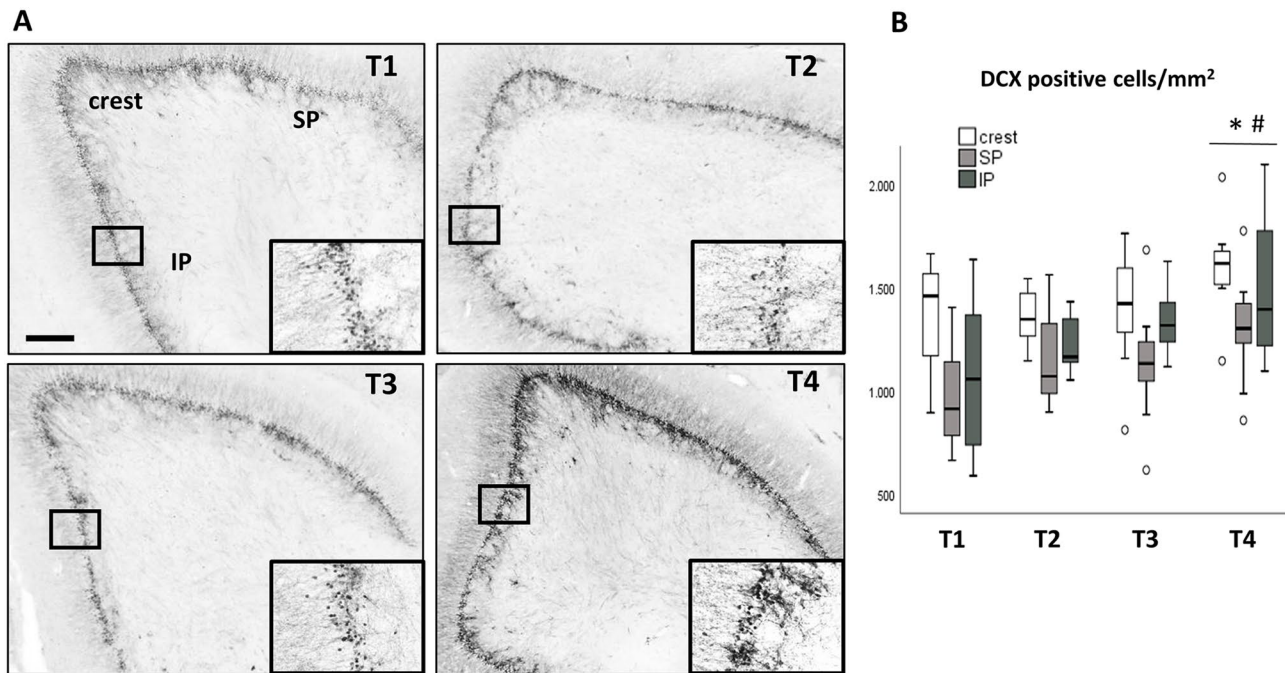 A
T1
crest
SP
IP
T2
T3
T4
B
DCX positive cells/mm²
crest
SP
IP
* #
2.000
1.500
1.000
500
T1 T2 T3 T4